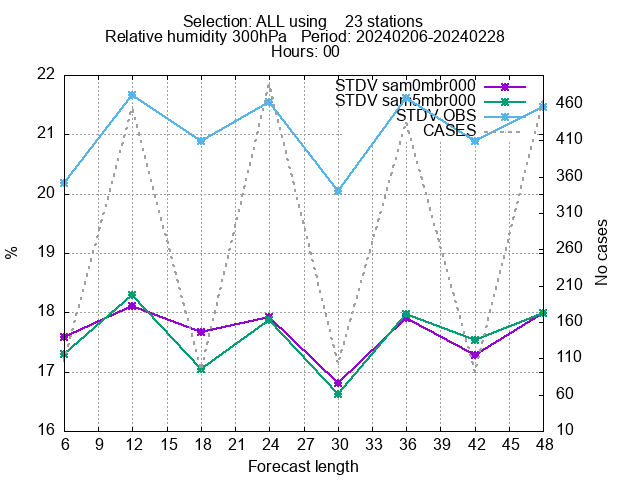 Selection: ALL using    23 stations
Relative humidity 300hPa   Period: 20240206-20240228
Hours: 00
STDV sam0mbr000
STDV sam5mbr000
STDV OBS
CASES
22
21
20
19
18
17
16
%
460
410
360
310
260
210
160
110
60
10
No cases
6 9 12 15 18 21 24 27 30 33 36 39 42 45 48
Forecast length